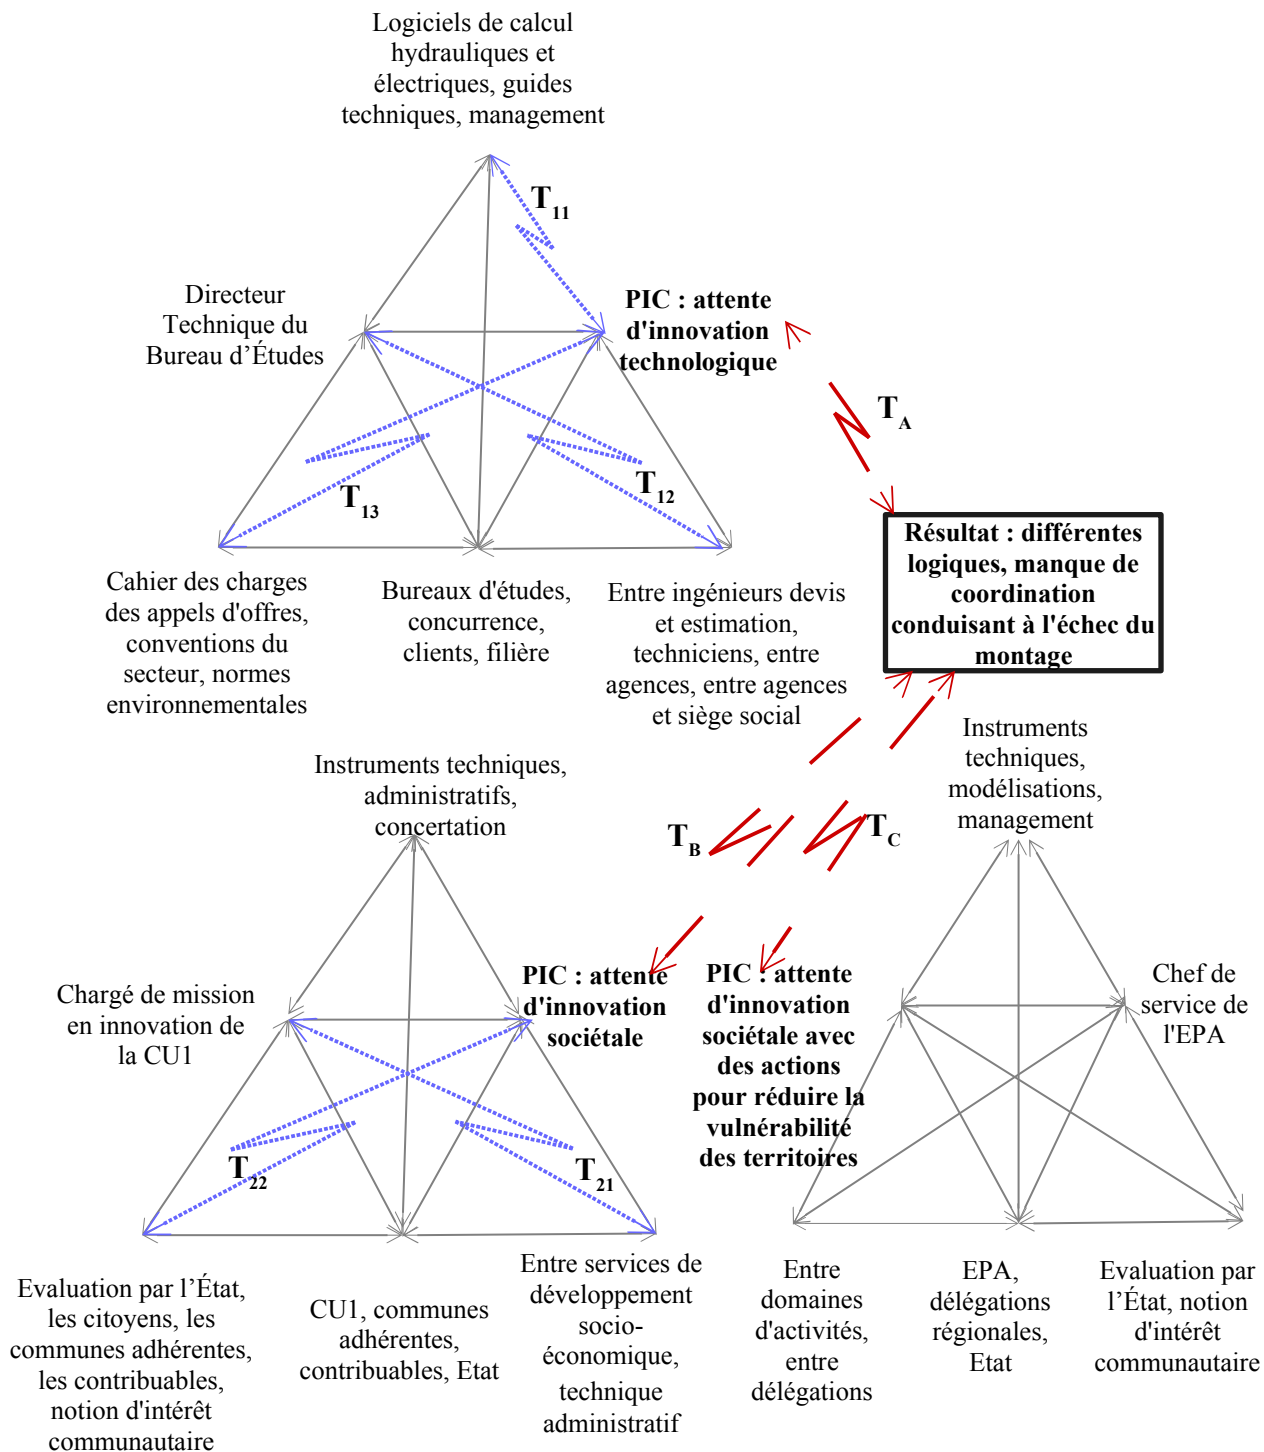 Logiciels de calcul
hydrauliques et
électriques, guides
techniques, management
T11
Directeur
Technique du
Bureau d’Études
PIC : attente
d'innovation
technologique
TA
T13
T12
Cahier des charges
des appels d'offres,
conventions du
secteur, normes
environnementales
Bureaux d'études,
concurrence,
clients, filière
Entre ingénieurs devis
et estimation,
techniciens, entre
agences, entre agences
et siège social
Résultat : différentes
logiques, manque de
coordination
conduisant à l'échec du
montage
Instruments techniques,
administratifs,
concertation
TB
TC
Instruments
techniques,
modélisations,
management
Chargé de mission
en innovation de
la CU1
PIC : attente
d'innovation
sociétale
PIC : attente
d'innovation
sociétale avec
des actions
pour réduire la
vulnérabilité
des territoires
Chef de
service de
l'EPA
T22
T21
Evaluation par l’État,
les citoyens, les
communes adhérentes,
les contribuables,
notion d'intérêt
communautaire
CU1, communes
adhérentes,
contribuables, Etat
Entre services de
développement
socio-
économique,
technique
administratif
Entre
domaines
d'activités,
entre
délégations
EPA,
délégations
régionales,
Etat
Evaluation par
l’État, notion
d'intérêt
communautaire